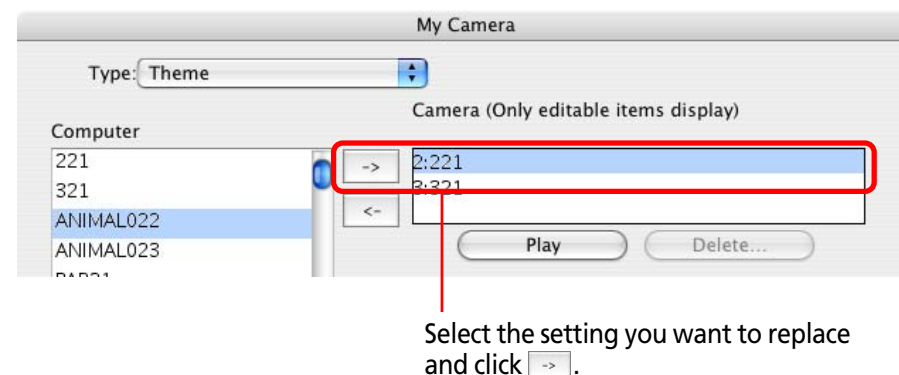 My Camera
Type: Theme
Camera (Only editable items display)
Computer
221
321
ANIMAL022
ANIMAL023
->
<-
2:221
3:321
Play
Delete...
Select the setting you want to replace
and click -> .